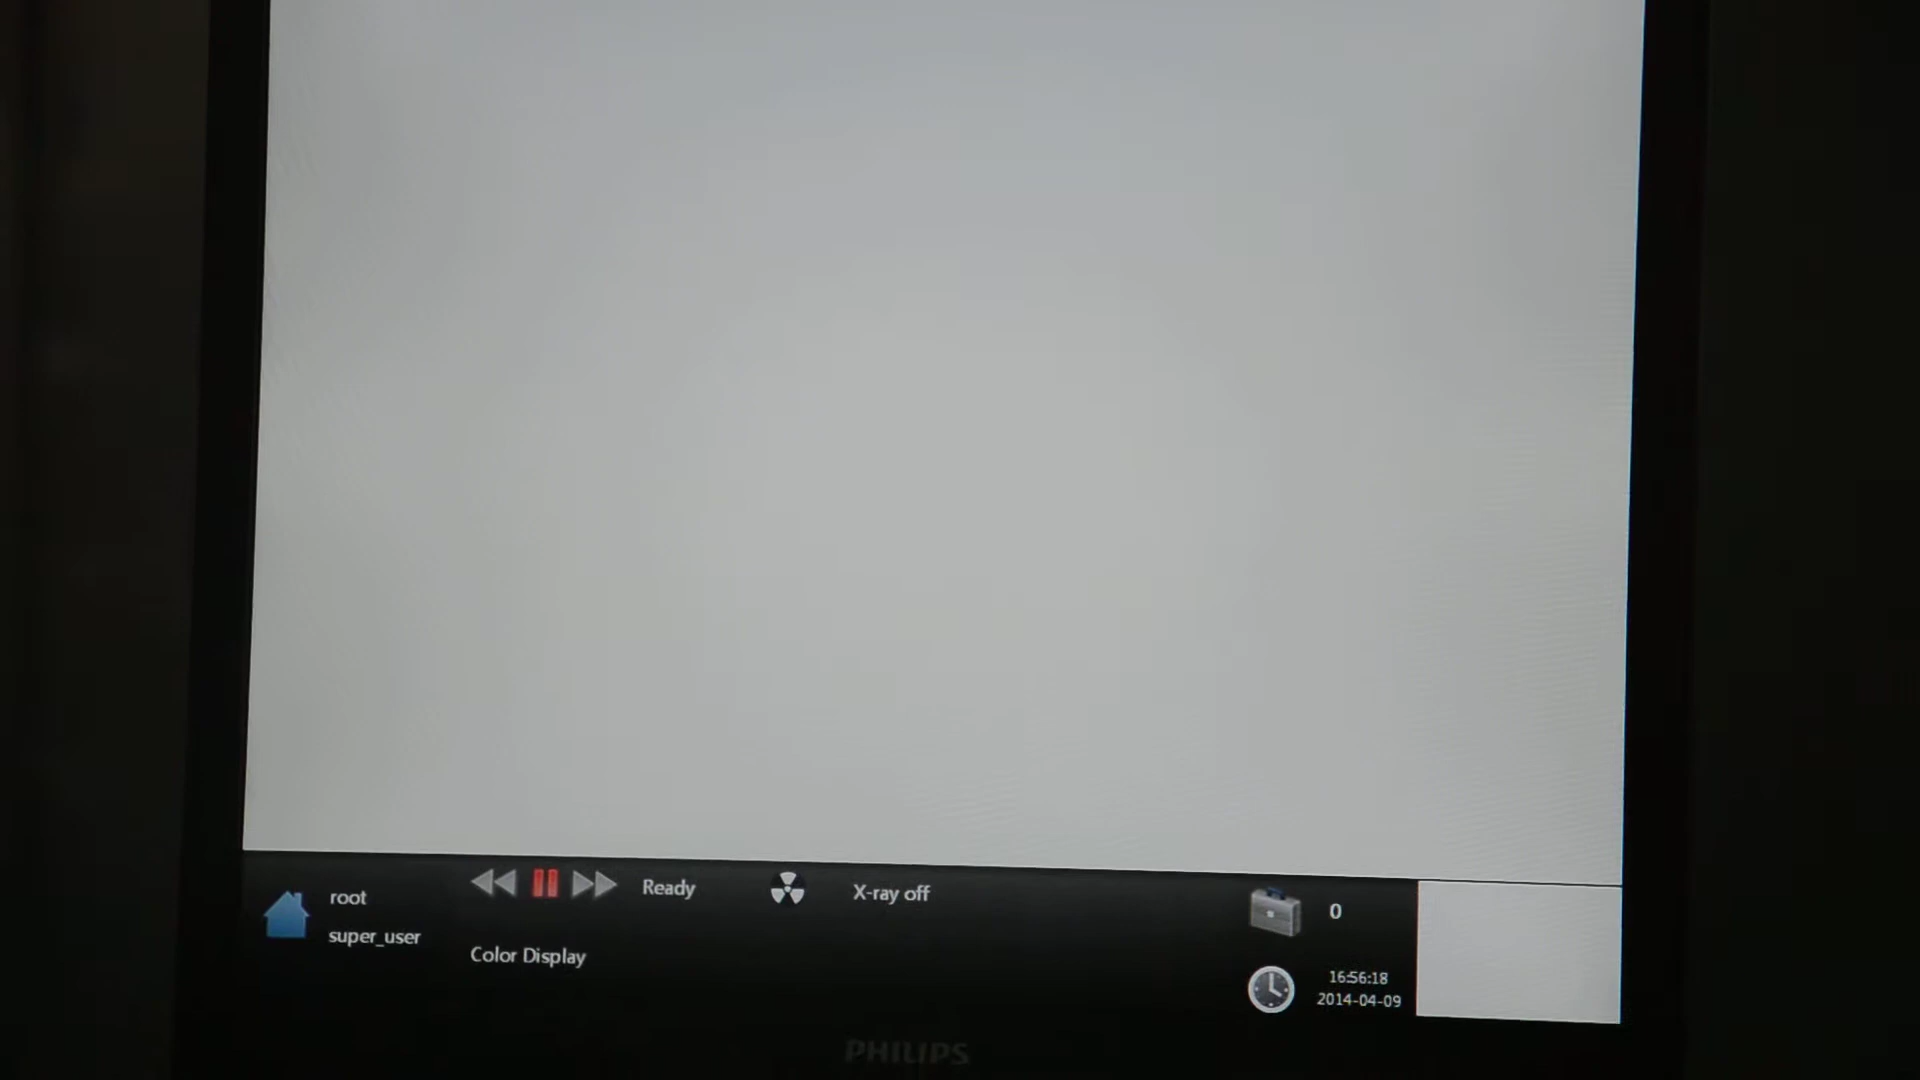 root
super_user
Ready
X-ray off
Color Display
0
16:56:18
2014-04-09
PHILIPS